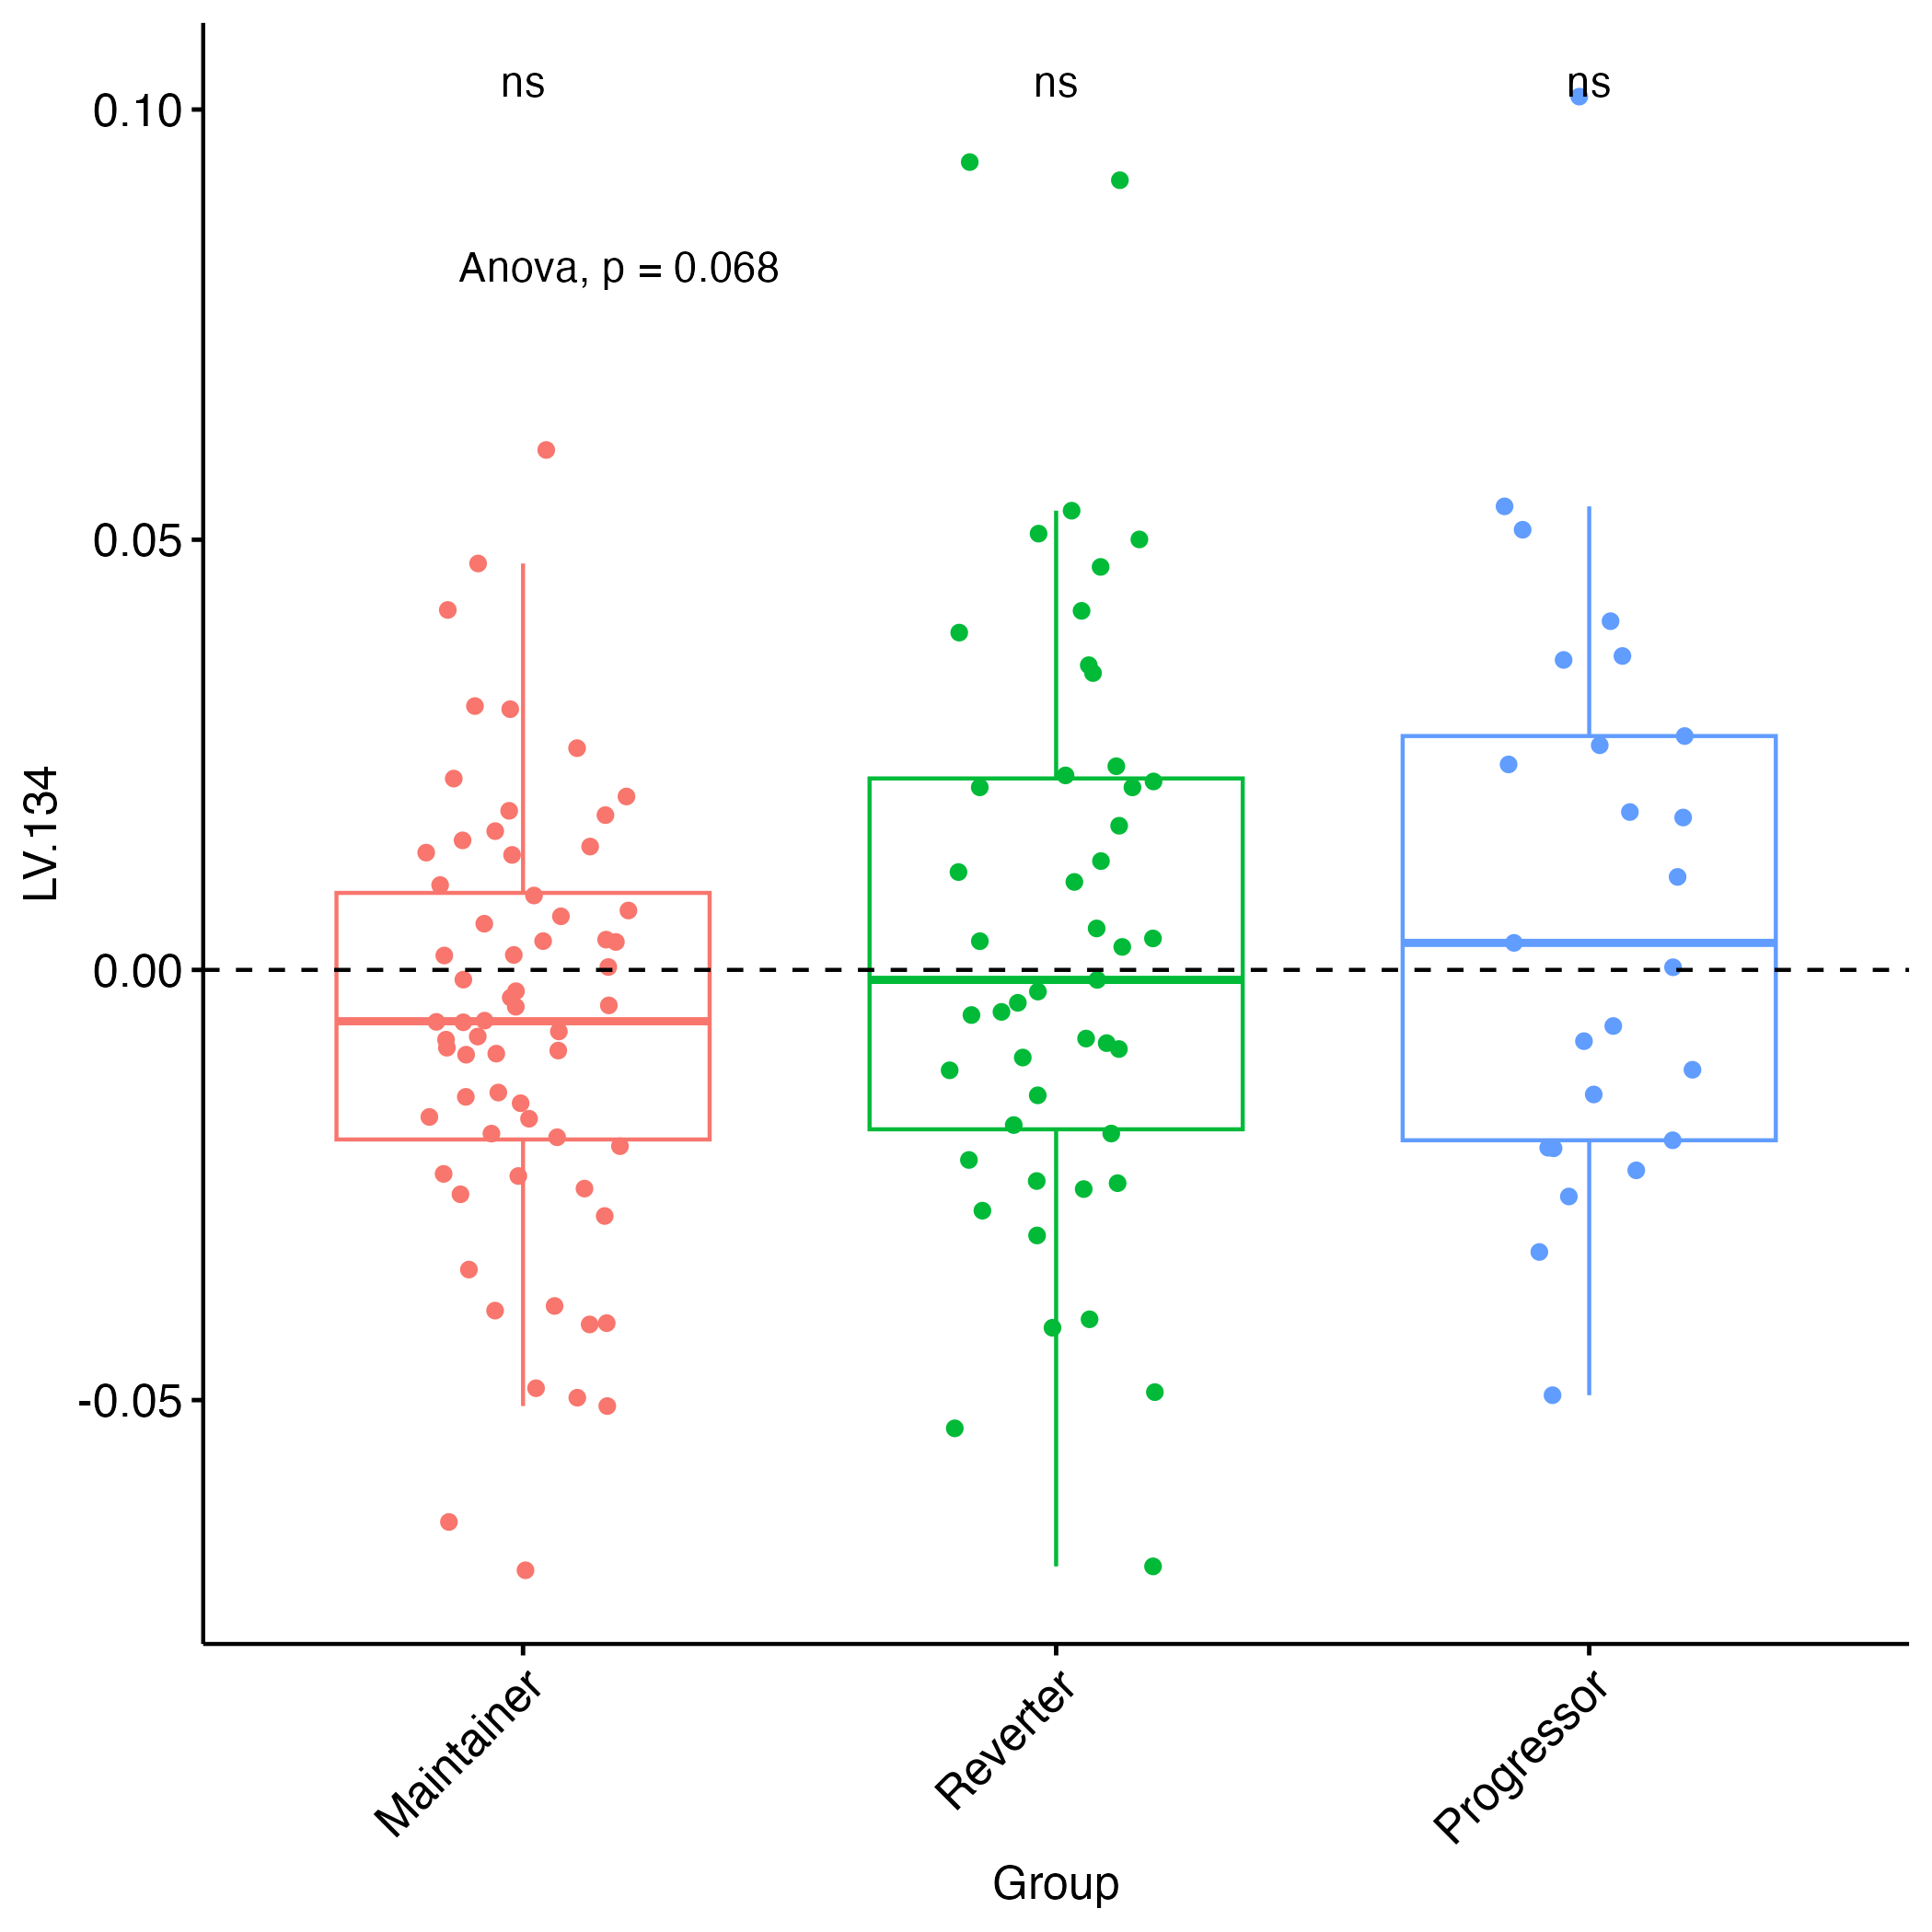 ns ns ns
Anova, p = 0.068
0.10
0.05
0.00
-0.05
LV.134
Maintainer Reverter Progressor
Group